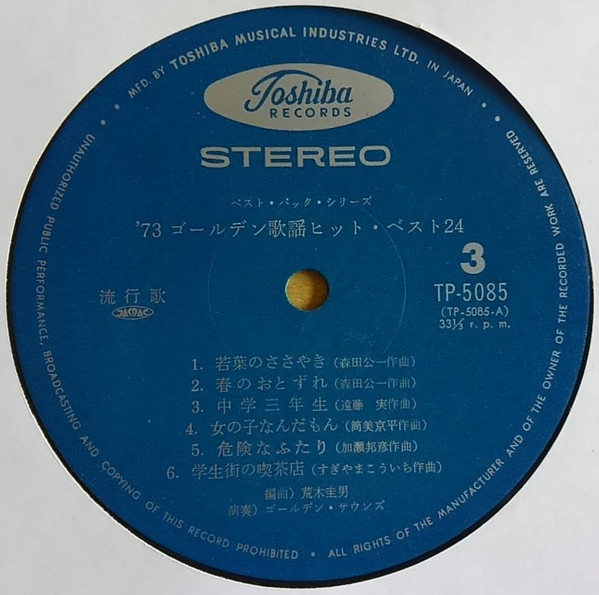 MFD. BY TOSHIBA MUSICAL INDUSTRIES LTD. IN JAPAN
Toshiba
RECORDS
STEREO
ベスト・パック・シリーズ
'73 ゴールデン歌謡ヒット・ベスト24
3
流行歌
JASRAC
TP-5085
(TP-5085-A)
33⅓ r. p. m.
1. 若葉のささやき (森田公一作曲)
2. 春のおとずれ (森田公一作曲)
3. 中学三年生 (遠藤 実作曲)
4. 女の子なんだもん (筒美京平作曲)
5. 危険なふたり (加瀬邦彦作曲)
6. 学生街の喫茶店 (すぎやまこういち作曲)
編曲) 荒木圭男
演奏) ゴールデン・サウンズ
UNAUTHORIZED PUBLIC PERFORMANCE, BROADCASTING AND COPYING OF THIS RECORD PROHIBITED • ALL RIGHTS OF THE MANUFACTURER AND OF THE OWNER OF THE RECORDED WORK ARE RESERVED